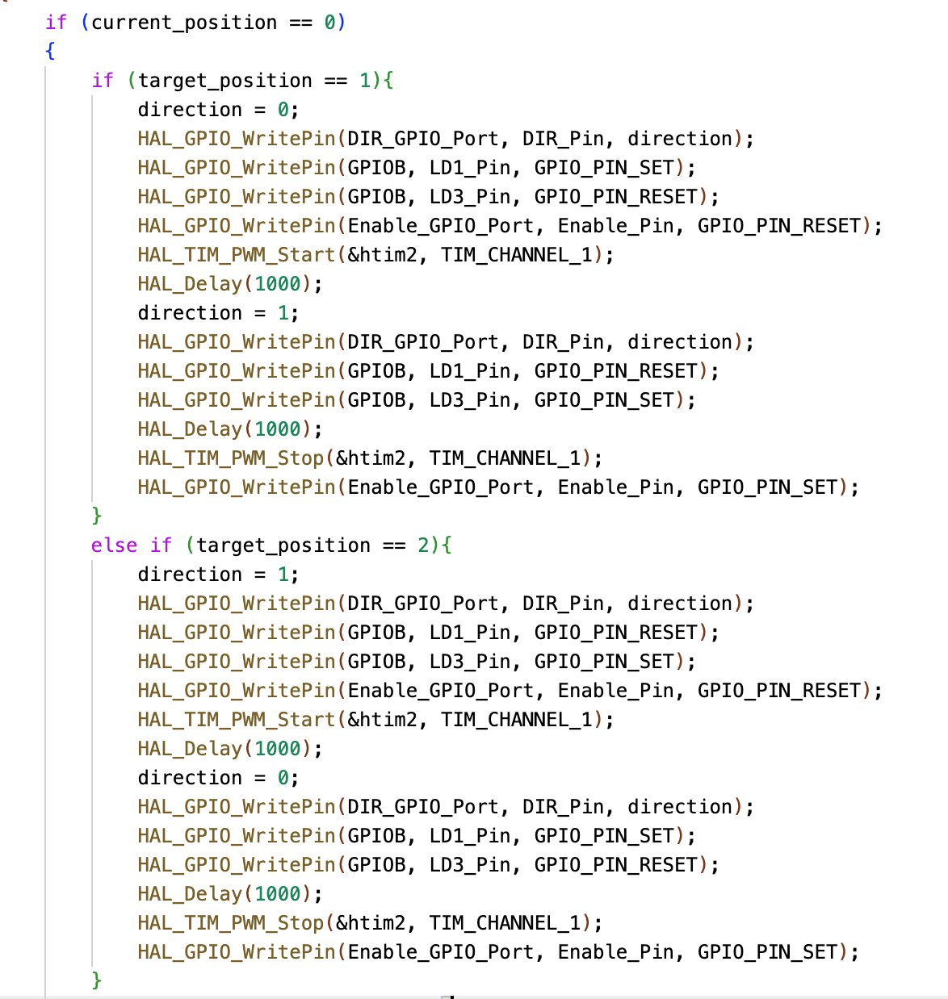 if (current_position == 0)
{
if (target_position == 1){
direction = 0;
HAL_GPIO_WritePin(DIR_GPIO_Port, DIR_Pin, direction);
HAL_GPIO_WritePin(GPIOB, LD1_Pin, GPIO_PIN_SET);
HAL_GPIO_WritePin(GPIOB, LD3_Pin, GPIO_PIN_RESET);
HAL_GPIO_WritePin(Enable_GPIO_Port, Enable_Pin, GPIO_PIN_RESET);
HAL_TIM_PWM_Start(&htim2, TIM_CHANNEL_1);
HAL_Delay(1000);
direction = 1;
HAL_GPIO_WritePin(DIR_GPIO_Port, DIR_Pin, direction);
HAL_GPIO_WritePin(GPIOB, LD1_Pin, GPIO_PIN_RESET);
HAL_GPIO_WritePin(GPIOB, LD3_Pin, GPIO_PIN_SET);
HAL_Delay(1000);
HAL_TIM_PWM_Stop(&htim2, TIM_CHANNEL_1);
HAL_GPIO_WritePin(Enable_GPIO_Port, Enable_Pin, GPIO_PIN_SET);
}
else if (target_position == 2){
direction = 1;
HAL_GPIO_WritePin(DIR_GPIO_Port, DIR_Pin, direction);
HAL_GPIO_WritePin(GPIOB, LD1_Pin, GPIO_PIN_RESET);
HAL_GPIO_WritePin(GPIOB, LD3_Pin, GPIO_PIN_SET);
HAL_GPIO_WritePin(Enable_GPIO_Port, Enable_Pin, GPIO_PIN_RESET);
HAL_TIM_PWM_Start(&htim2, TIM_CHANNEL_1);
HAL_Delay(1000);
direction = 0;
HAL_GPIO_WritePin(DIR_GPIO_Port, DIR_Pin, direction);
HAL_GPIO_WritePin(GPIOB, LD1_Pin, GPIO_PIN_SET);
HAL_GPIO_WritePin(GPIOB, LD3_Pin, GPIO_PIN_RESET);
HAL_Delay(1000);
HAL_TIM_PWM_Stop(&htim2, TIM_CHANNEL_1);
HAL_GPIO_WritePin(Enable_GPIO_Port, Enable_Pin, GPIO_PIN_SET);
}